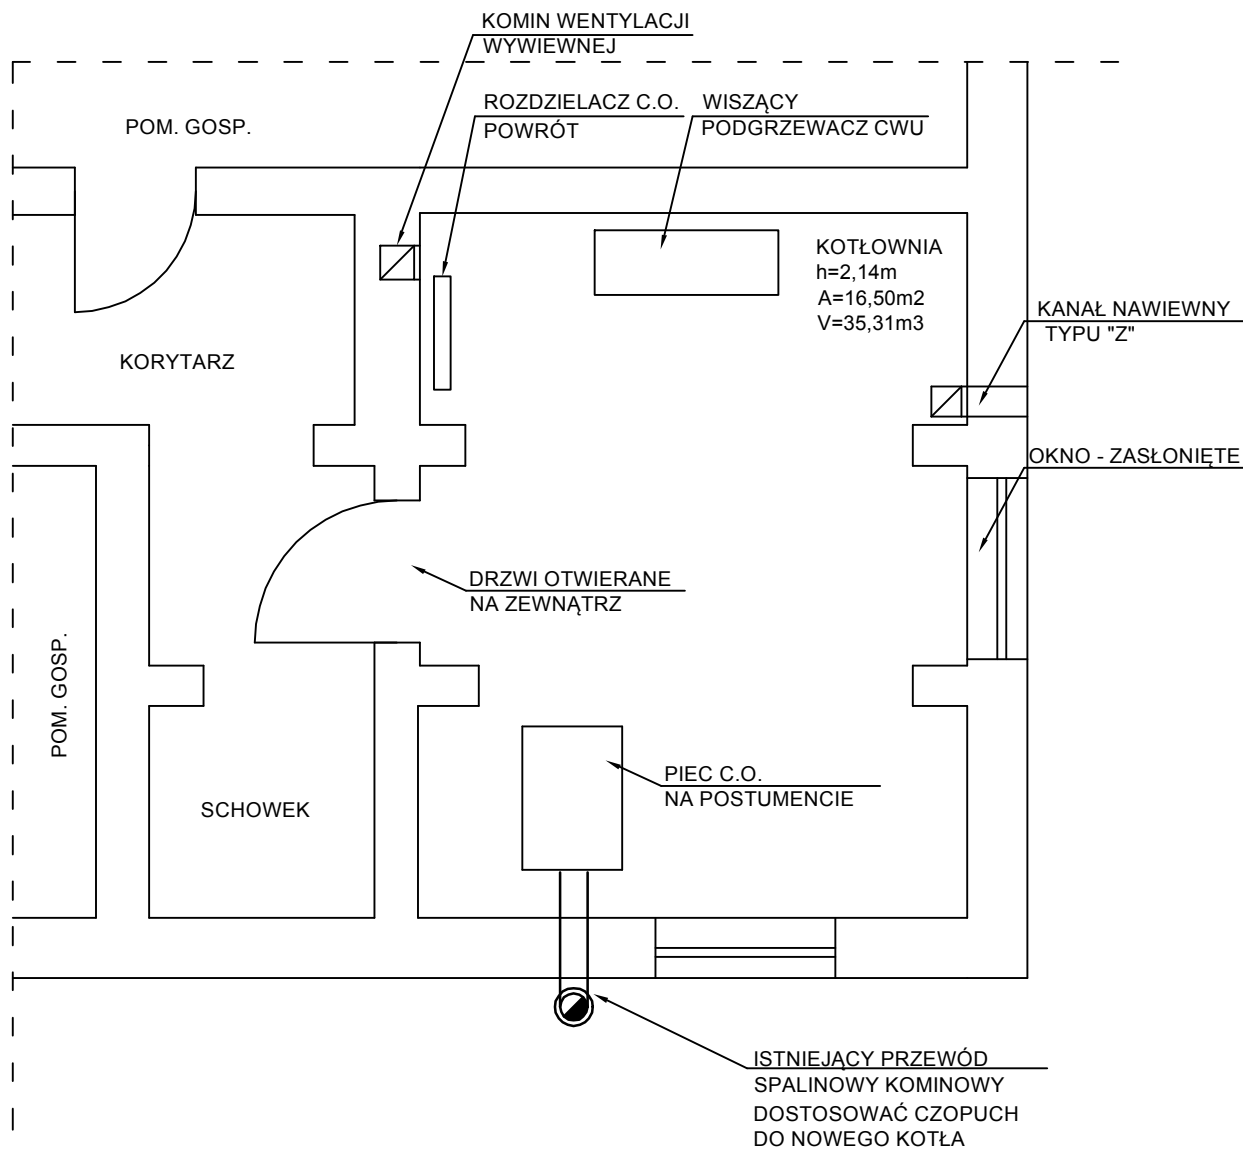 KOMIN WENTYLACJI
WYWIEWNEJ
ROZDZIELACZ C.O.
POWRÓT
WISZĄCY
PODGRZEWACZ CWU
POM. GOSP.
KOTŁOWNIA
h=2,14m
A=16,50m2
V=35,31m3
KANAŁ NAWIEWNY
TYPU "Z"
KORYTARZ
OKNO - ZASŁONIĘTE
DRZWI OTWIERANE
NA ZEWNĄTRZ
POM. GOSP.
PIEC C.O.
NA POSTUMENCIE
SCHOWEK
ISTNIEJĄCY PRZEWÓD
SPALINOWY KOMINOWY
DOSTOSOWAĆ CZOPUCH
DO NOWEGO KOTŁA